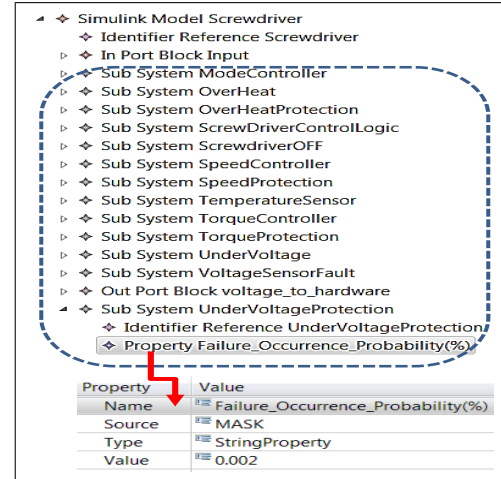 Simulink Model Screwdriver
Identifier Reference Screwdriver
In Port Block Input
Sub System ModeController
Sub System OverHeat
Sub System OverHeatProtection
Sub System ScrewDriverControlLogic
Sub System ScrewdriverOFF
Sub System SpeedController
Sub System SpeedProtection
Sub System TemperatureSensor
Sub System TorqueController
Sub System TorqueProtection
Sub System UnderVoltage
Sub System VoltageSensorFault
Out Port Block voltage_to_hardware
Sub System UnderVoltageProtection
Identifier Reference UnderVoltageProtection
Property Failure_Occurrence_Probability(%)
Property Value
Name Failure_Occurrence_Probability(%)
Source MASK
Type StringProperty
Value 0.002